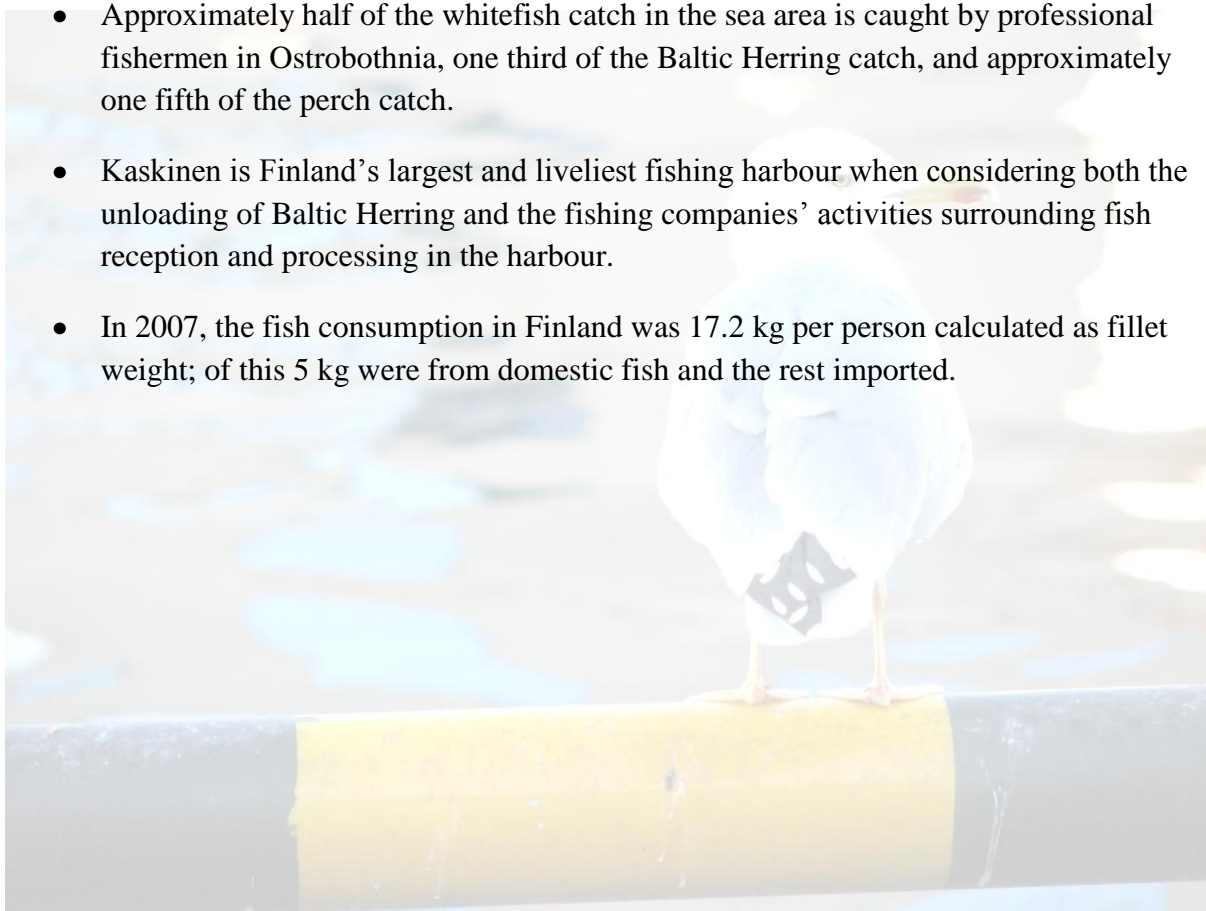 • Approximately half of the whitefish catch in the sea area is caught by professional
fishermen in Ostrobothnia, one third of the Baltic Herring catch, and approximately
one fifth of the perch catch.
• Kaskinen is Finland’s largest and liveliest fishing harbour when considering both the
unloading of Baltic Herring and the fishing companies’ activities surrounding fish
reception and processing in the harbour.
• In 2007, the fish consumption in Finland was 17.2 kg per person calculated as fillet
weight; of this 5 kg were from domestic fish and the rest imported.